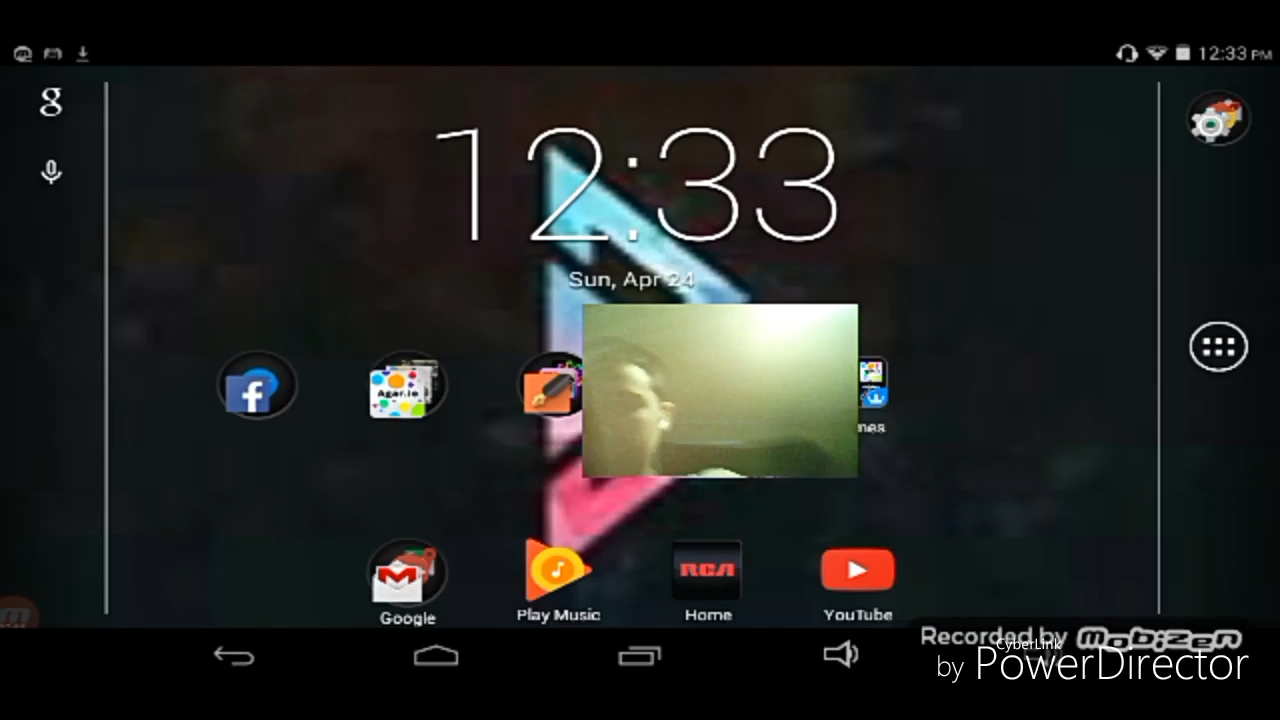 12:33 PM
g
12:33
Sun, Apr 24
f
Agar.io
mes
M
RCA
Google
Play Music
Home
YouTube
Recorded by mobizen
CyberLink
by PowerDirector